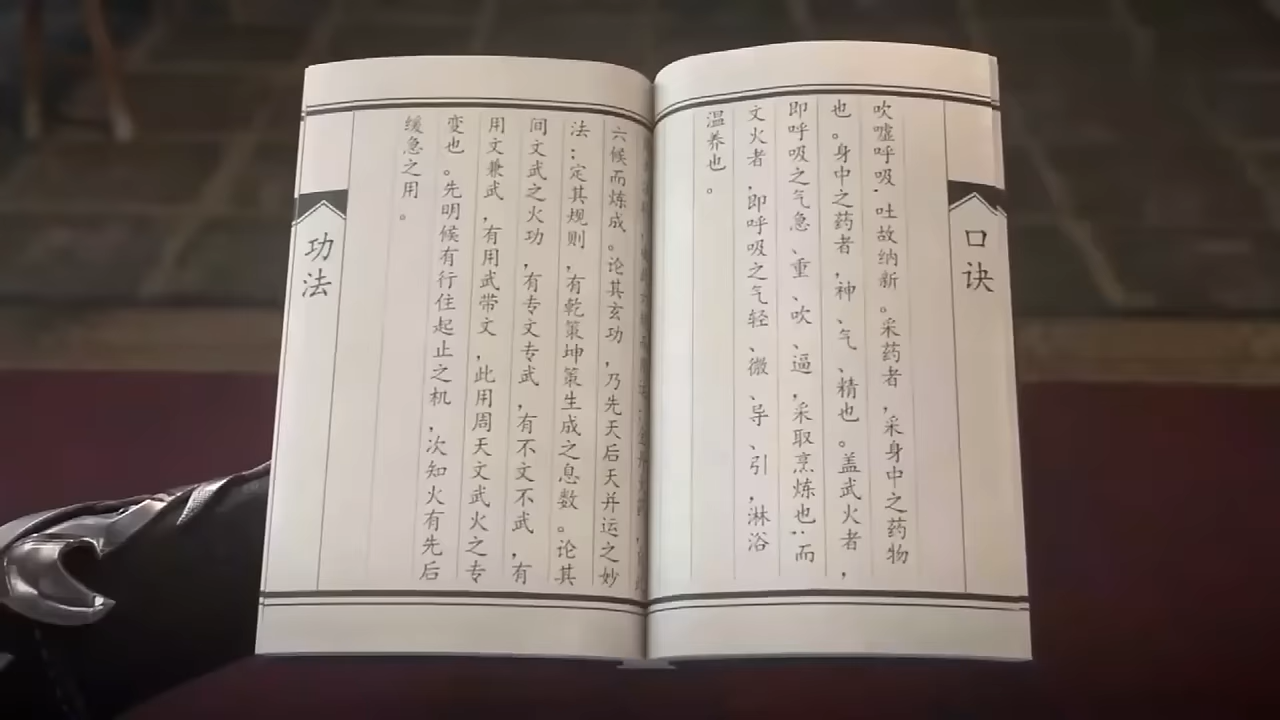 口诀
吹嘘呼吸.吐故纳新。采药者，采身中之药物
也。身中之药者，神、气、精也。盖武火者，
即呼吸之气急、重、吹、逼，采取烹炼也：而
文火者，即呼吸之气轻、微、导、引，淋浴
温养也。
六候而炼成。论其玄功，乃先天后天并运之妙
法：定其规则，有乾策坤策生成之息数。论其
间文武之火功，有专文专武，有不文不武，有
用文兼武，有用武带文，此用周天文武火之专
变也。先明候有行住起止之机，次知火有先后
缓急之用。
功法